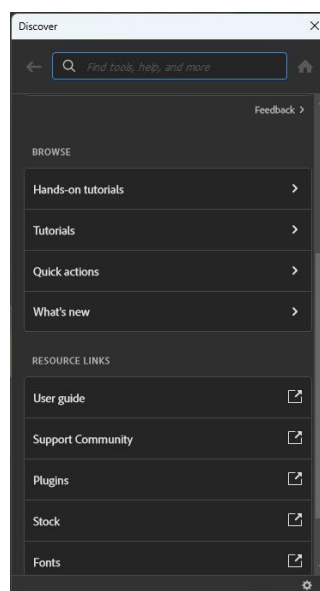 Discover
Find tools, help, and more
Feedback
BROWSE
Hands-on tutorials
Tutorials
Quick actions
What's new
RESOURCE LINKS
User guide
Support Community
Plugins
Stock
Fonts